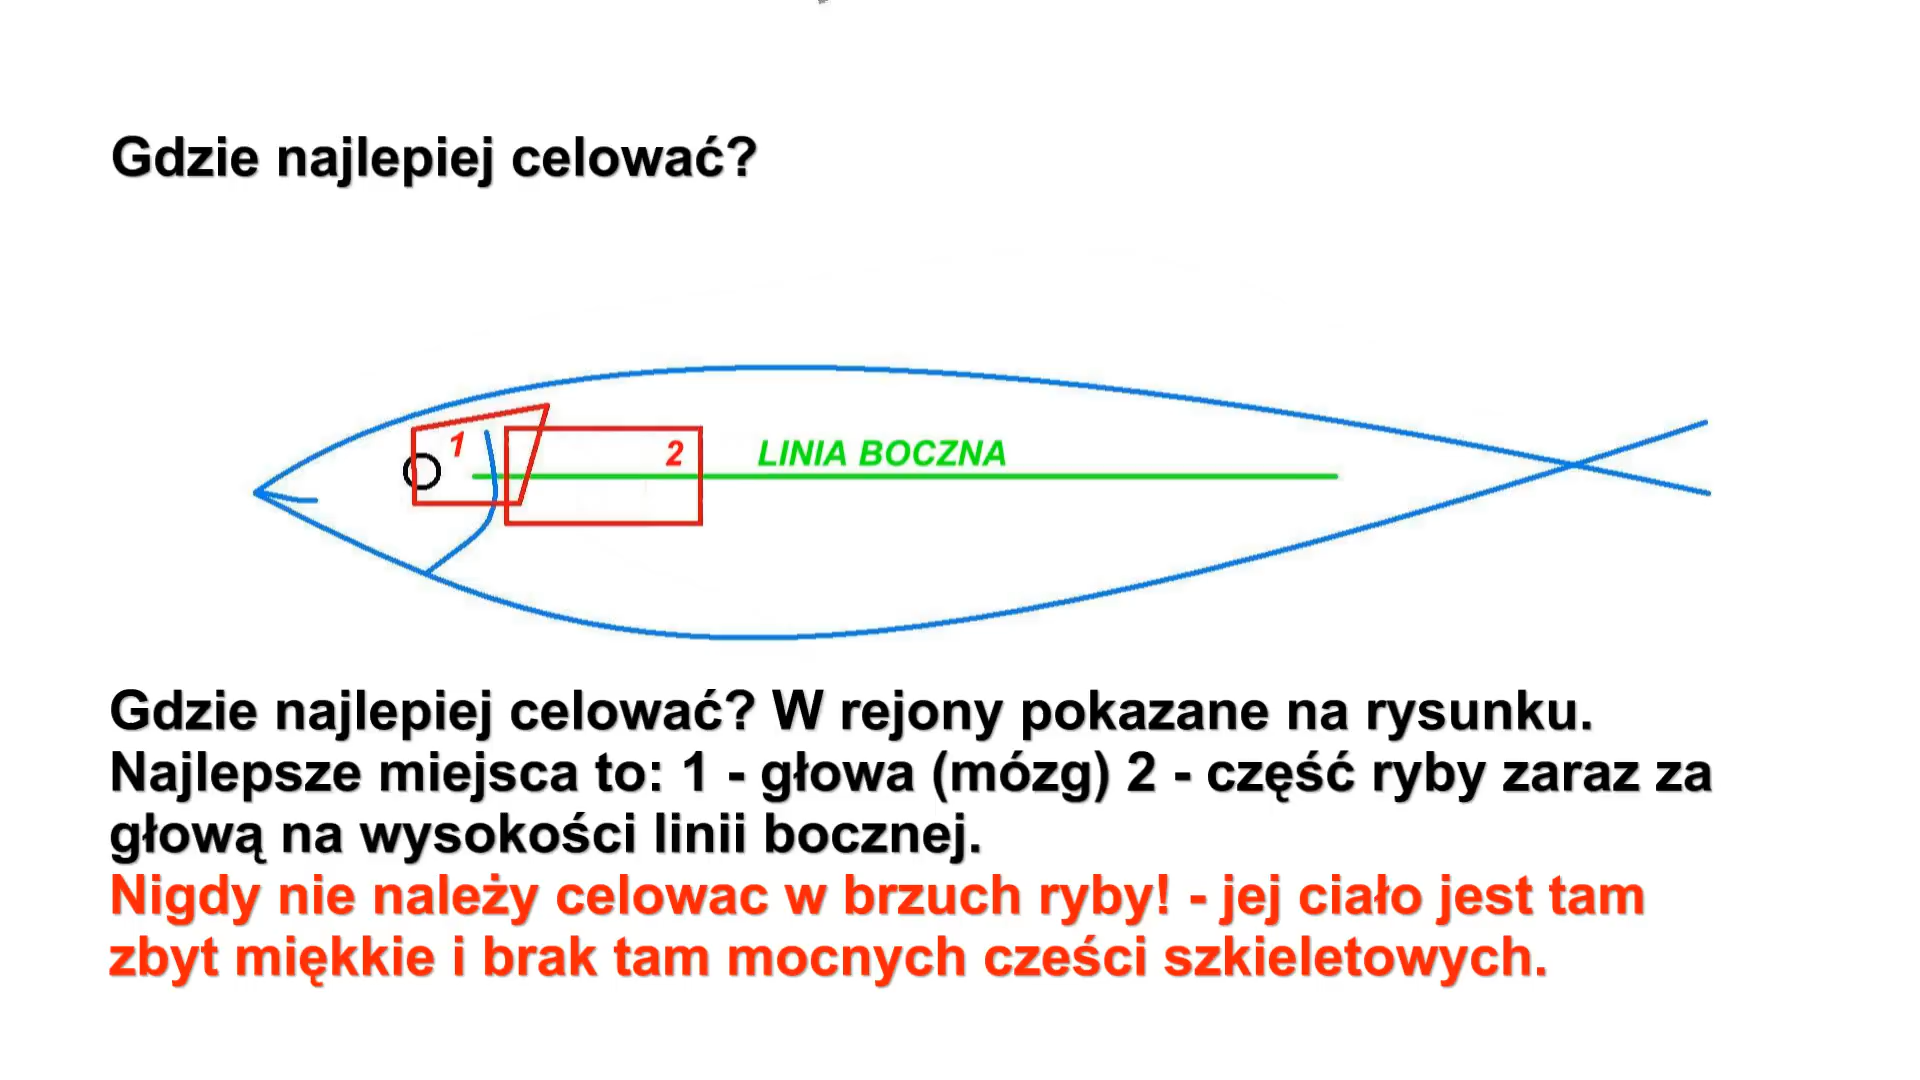 Gdzie najlepiej celować?
1
2
LINIA BOCZNA
Gdzie najlepiej celować? W rejony pokazane na rysunku.
Najlepsze miejsca to: 1 - głowa (mózg) 2 - część ryby zaraz za
głową na wysokości linii bocznej.
Nigdy nie należy celowac w brzuch ryby! - jej ciało jest tam
zbyt miękkie i brak tam mocnych cześci szkieletowych.